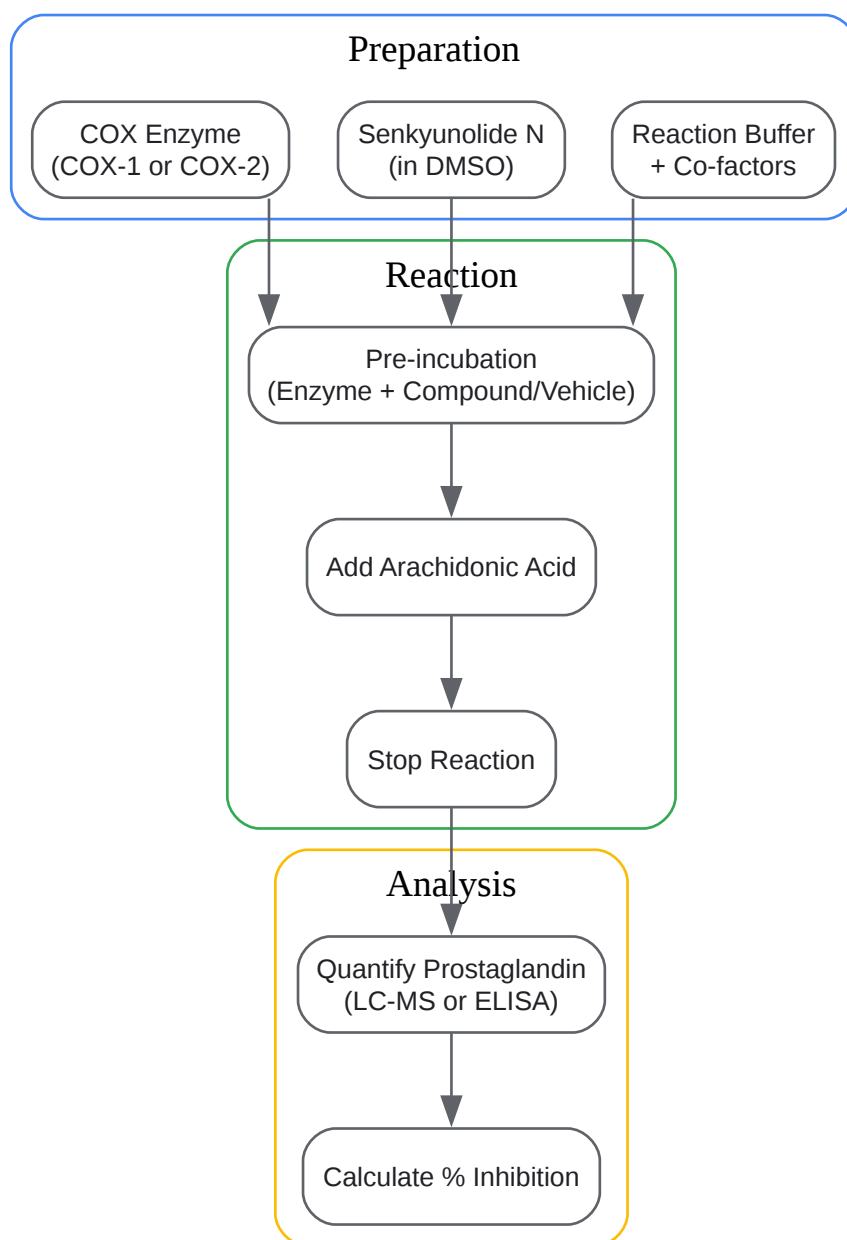 Preparation
COX Enzyme
(COX-1 or COX-2)
Senkyunolide N
(in DMSO)
Reaction Buffer
+ Co-factors
Reaction
Pre-incubation
(Enzyme + Compound/Vehicle)
Add Arachidonic Acid
Stop Reaction
Analysis
Quantify Prostaglandin
(LC-MS or ELISA)
Calculate % Inhibition